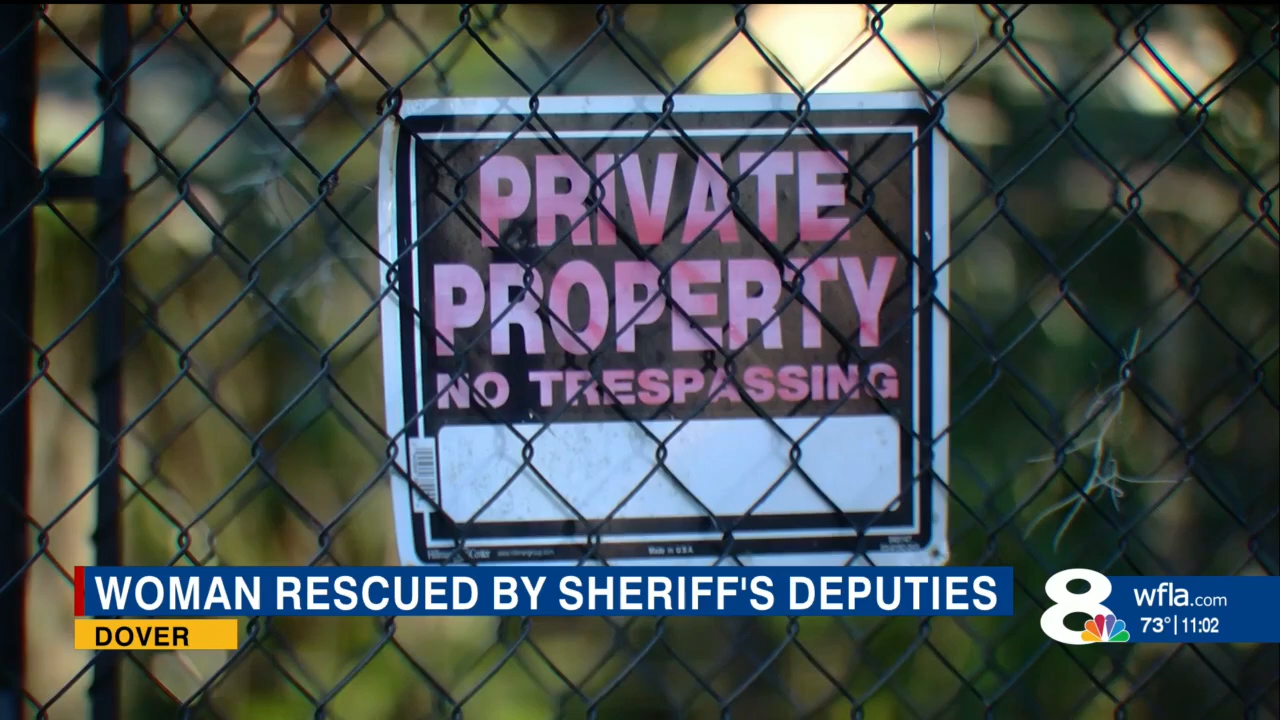 PRIVATE
PROPERTY
NO TRESPASSING
Made in U.S.A.
WOMAN RESCUED BY SHERIFF'S DEPUTIES
DOVER
8
wfla.com
73° | 11:02